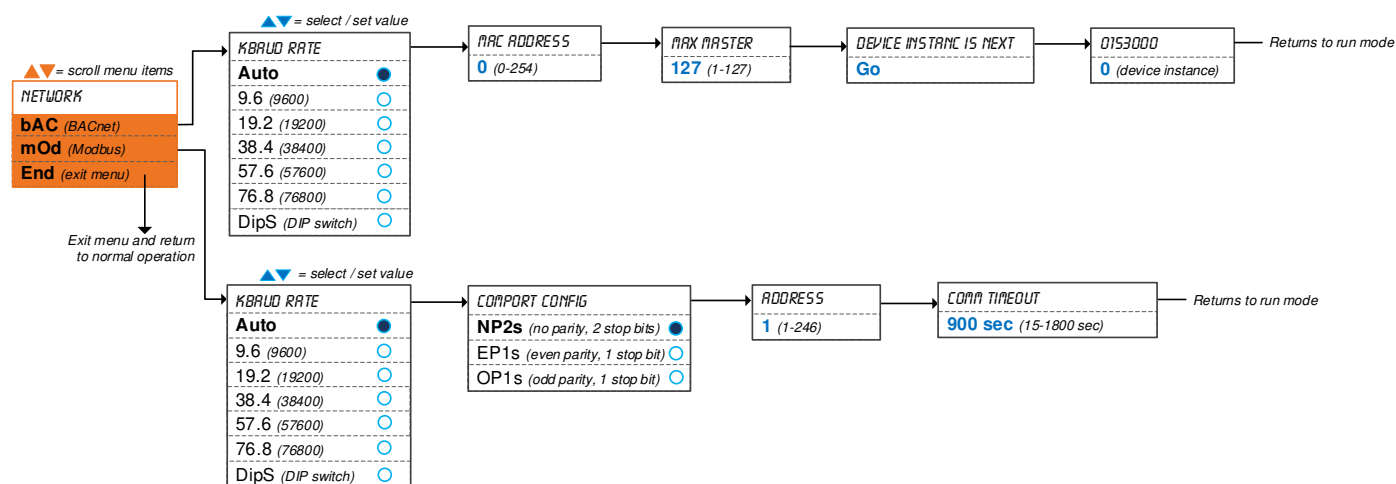 ▲▼ = scroll menu items
NETWORK
bAC (BACnet)
mOd (Modbus)
End (exit menu)
Exit menu and return
to normal operation
▲▼ = select / set value
KBAUD RATE
Auto
9.6 (9600)
19.2 (19200)
38.4 (38400)
57.6 (57600)
76.8 (76800)
DipS (DIP switch)
MAC ADDRESS
0 (0-254)
MAX MASTER
127 (1-127)
DEVICE INSTANC IS NEXT
Go
0153000
0 (device instance)
Returns to run mode
▲▼ = select / set value
KBAUD RATE
Auto
9.6 (9600)
19.2 (19200)
38.4 (38400)
57.6 (57600)
76.8 (76800)
DipS (DIP switch)
COMPORT CONFIG
NP2s (no parity, 2 stop bits)
EP1s (even parity, 1 stop bit)
OP1s (odd parity, 1 stop bit)
ADDRESS
1 (1-246)
COMM TIMEOUT
900 sec (15-1800 sec)
Returns to run mode